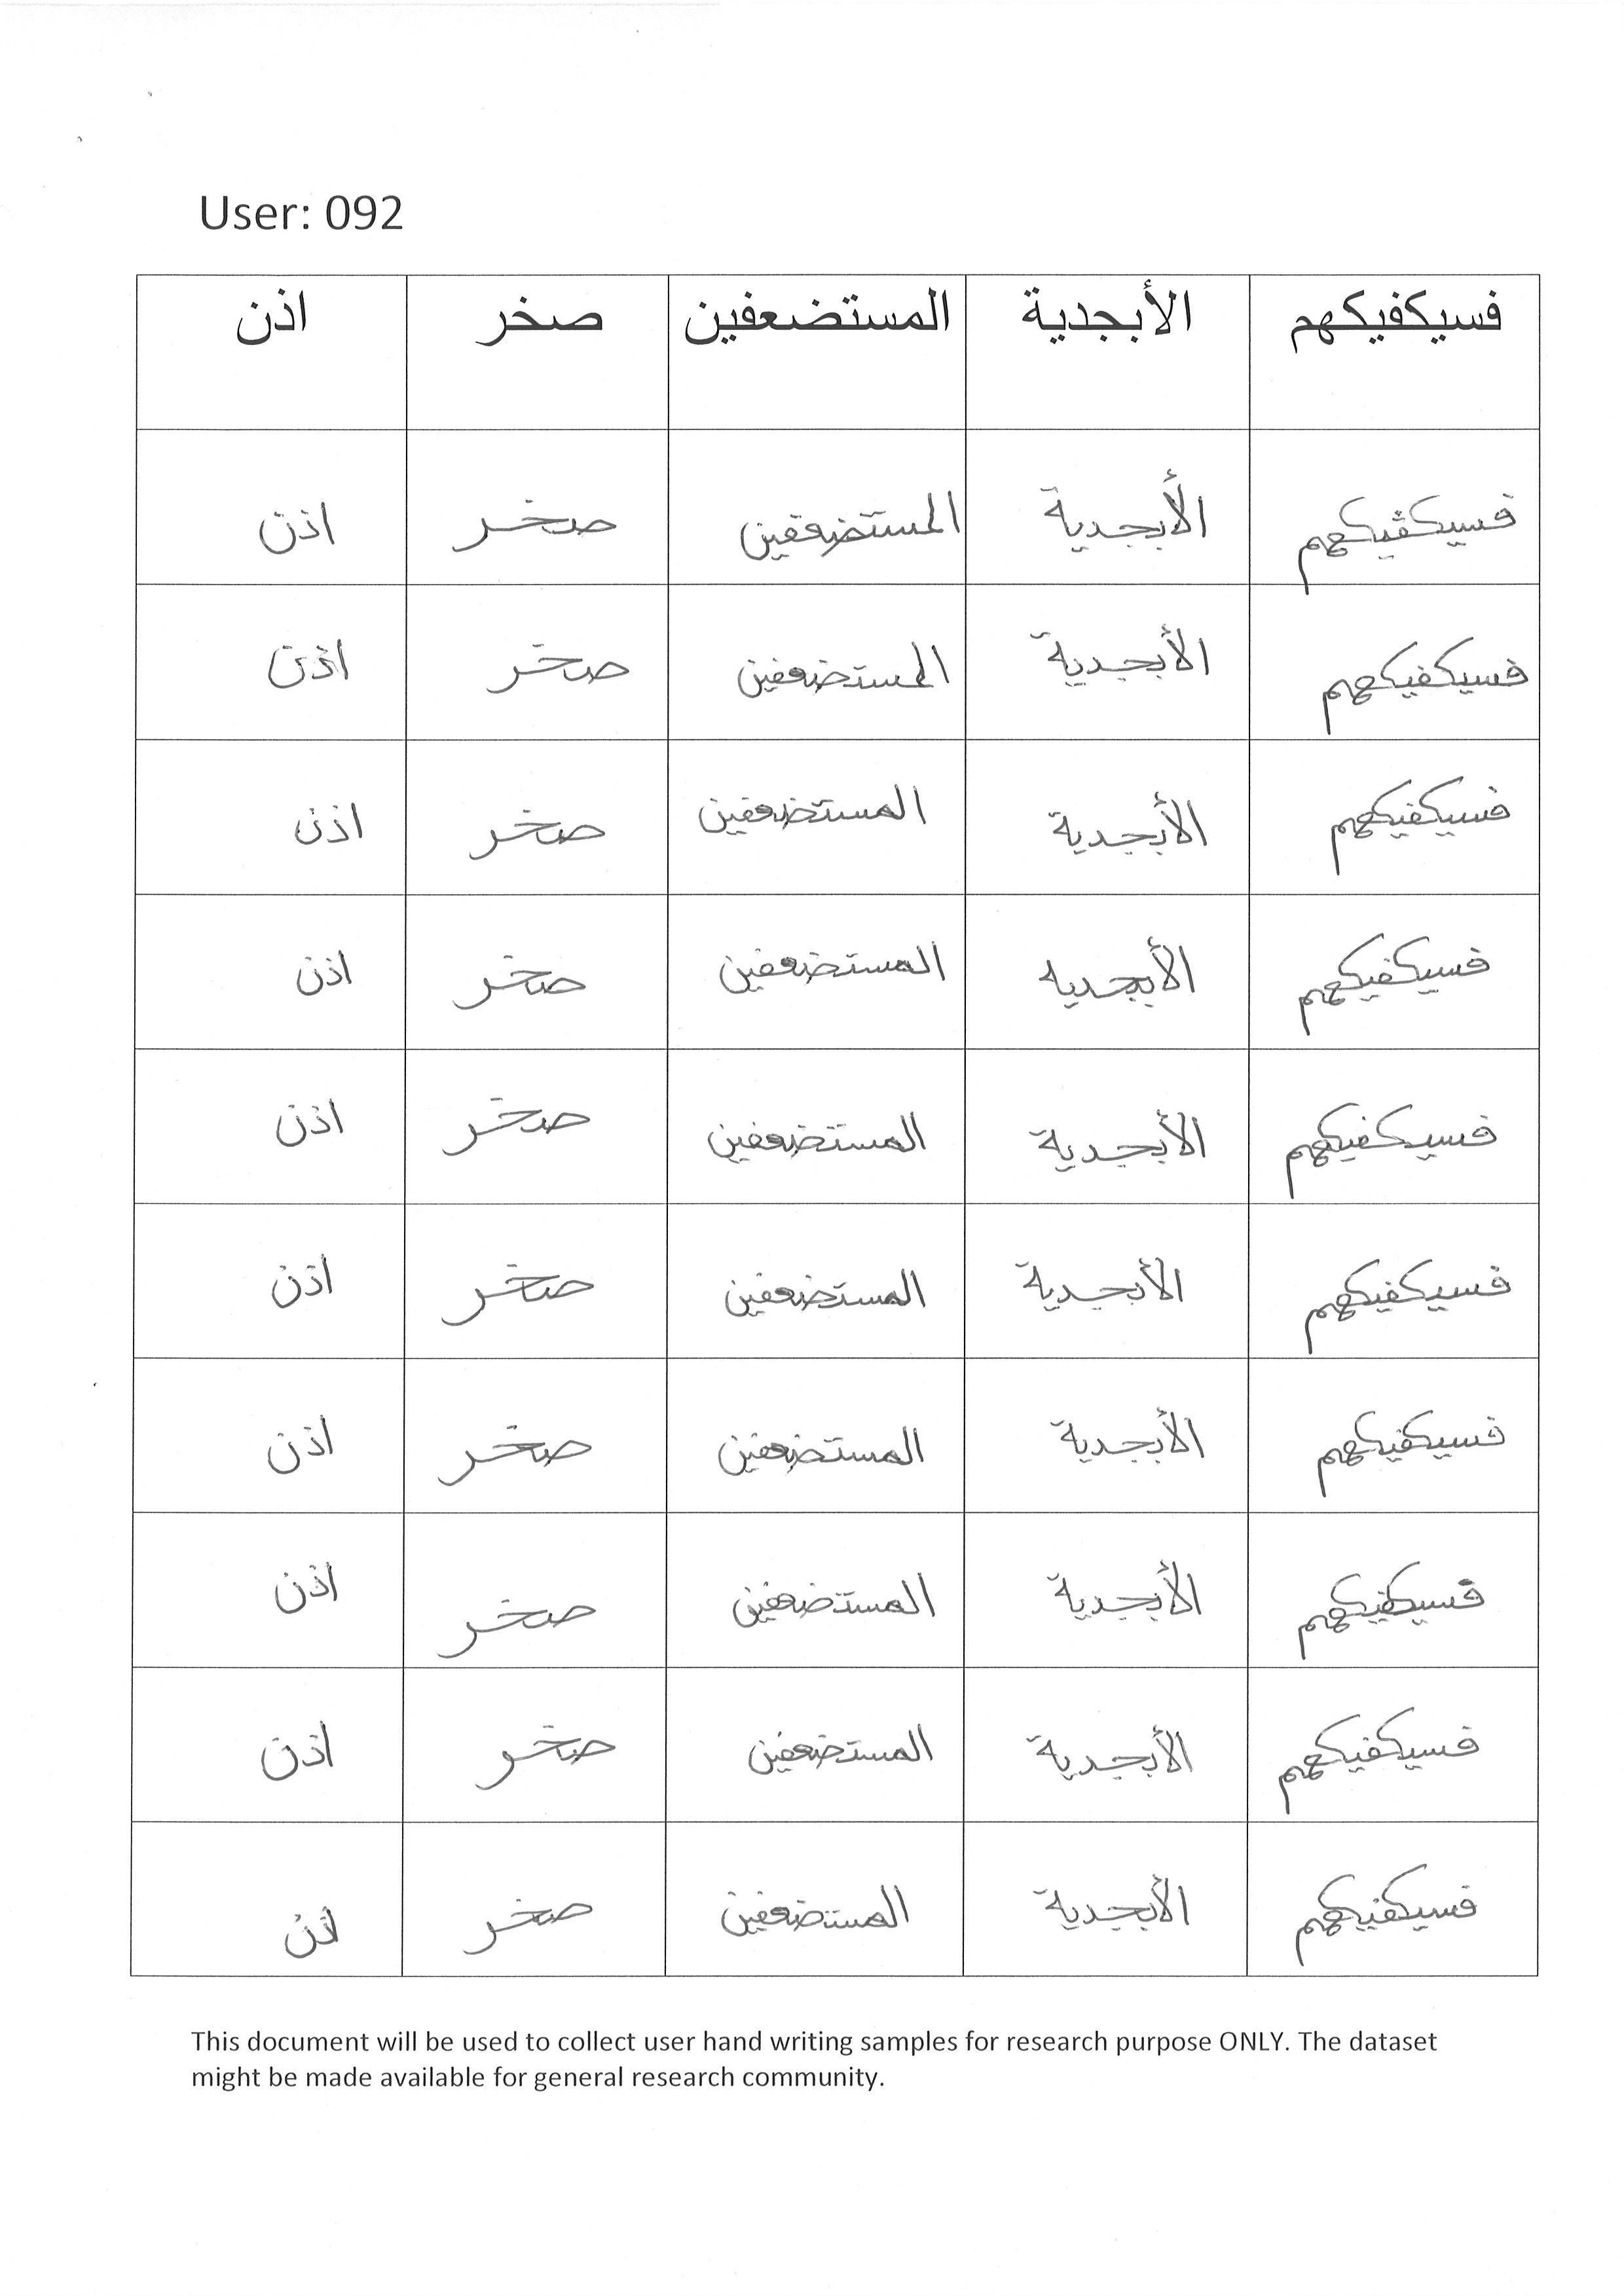 User: 092
فسيكفيكهم الأبجدية المستضعفين صخر اذن
فسيكفيكهم الأبجدية المستضعفين صخر اذن
فسيكفيكهم الأبجدية المستضعفين صخر اذن
فسيكفيكهم الأبجدية المستضعفين صخر اذن
فسيكفيكهم الأبجديه المستضعفين صخر اذن
فسيكفيكهم الأبجدية المستضعفين صخر اذن
فسيكفيكهم الأبجدية المستضعفين صخر اذن
فسيكفيكهم الأبجدية المستضعفين صخر اذن
فسيكفيكهم الأبجدية المستضعفين صخر اذن
فسيكفيكهم الأبجدية المستضعفين صخر اذن
فسيكفيكهم الأبجدية المستضعفين صخر اذن
This document will be used to collect user hand writing samples for research purpose ONLY. The dataset
might be made available for general research community.